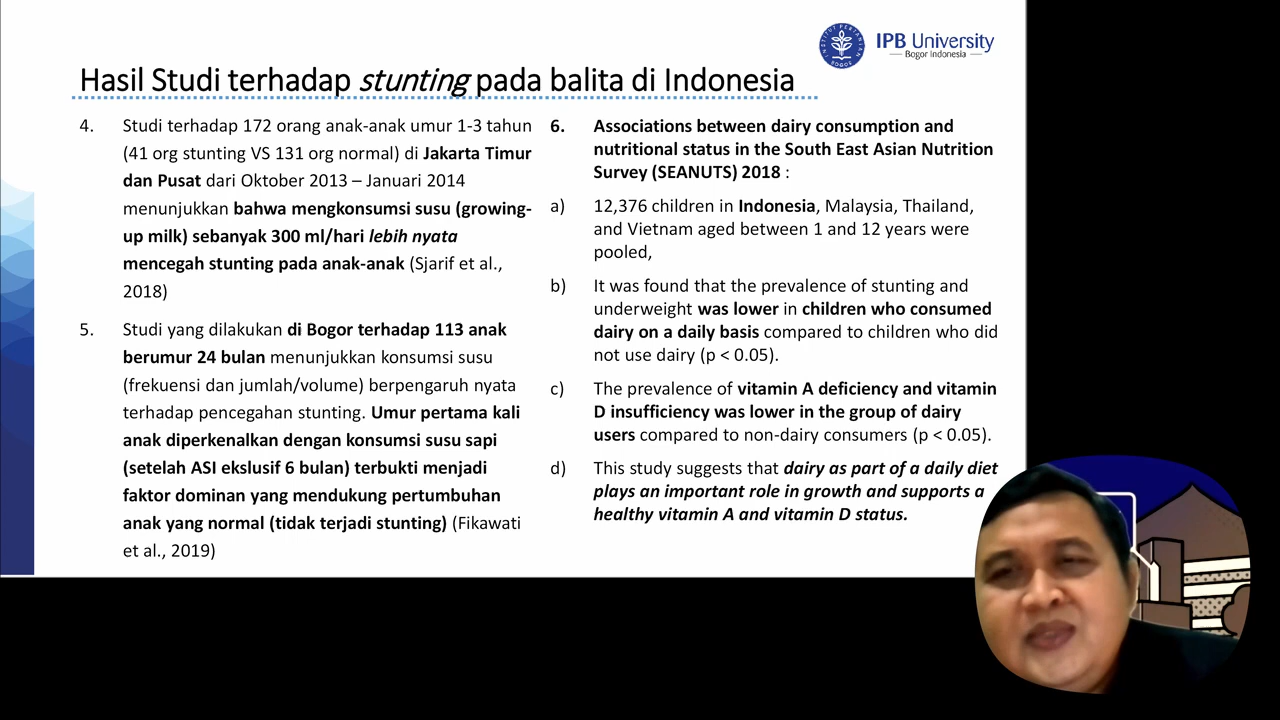 IPB University
Bogor Indonesia
Hasil Studi terhadap stunting pada balita di Indonesia
4. Studi terhadap 172 orang anak-anak umur 1-3 tahun
(41 org stunting VS 131 org normal) di Jakarta Timur
dan Pusat dari Oktober 2013 – Januari 2014
menunjukkan bahwa mengkonsumsi susu (growing-
up milk) sebanyak 300 ml/hari lebih nyata
mencegah stunting pada anak-anak (Sjarif et al.,
2018)
5. Studi yang dilakukan di Bogor terhadap 113 anak
berumur 24 bulan menunjukkan konsumsi susu
(frekuensi dan jumlah/volume) berpengaruh nyata
terhadap pencegahan stunting. Umur pertama kali
anak diperkenalkan dengan konsumsi susu sapi
(setelah ASI ekslusif 6 bulan) terbukti menjadi
faktor dominan yang mendukung pertumbuhan
anak yang normal (tidak terjadi stunting) (Fikawati
et al., 2019)
6. Associations between dairy consumption and
nutritional status in the South East Asian Nutrition
Survey (SEANUTS) 2018 :
a) 12,376 children in Indonesia, Malaysia, Thailand,
and Vietnam aged between 1 and 12 years were
pooled,
b) It was found that the prevalence of stunting and
underweight was lower in children who consumed
dairy on a daily basis compared to children who did
not use dairy (p < 0.05).
c) The prevalence of vitamin A deficiency and vitamin
D insufficiency was lower in the group of dairy
users compared to non-dairy consumers (p < 0.05).
d) This study suggests that dairy as part of a daily diet
plays an important role in growth and supports a
healthy vitamin A and vitamin D status.